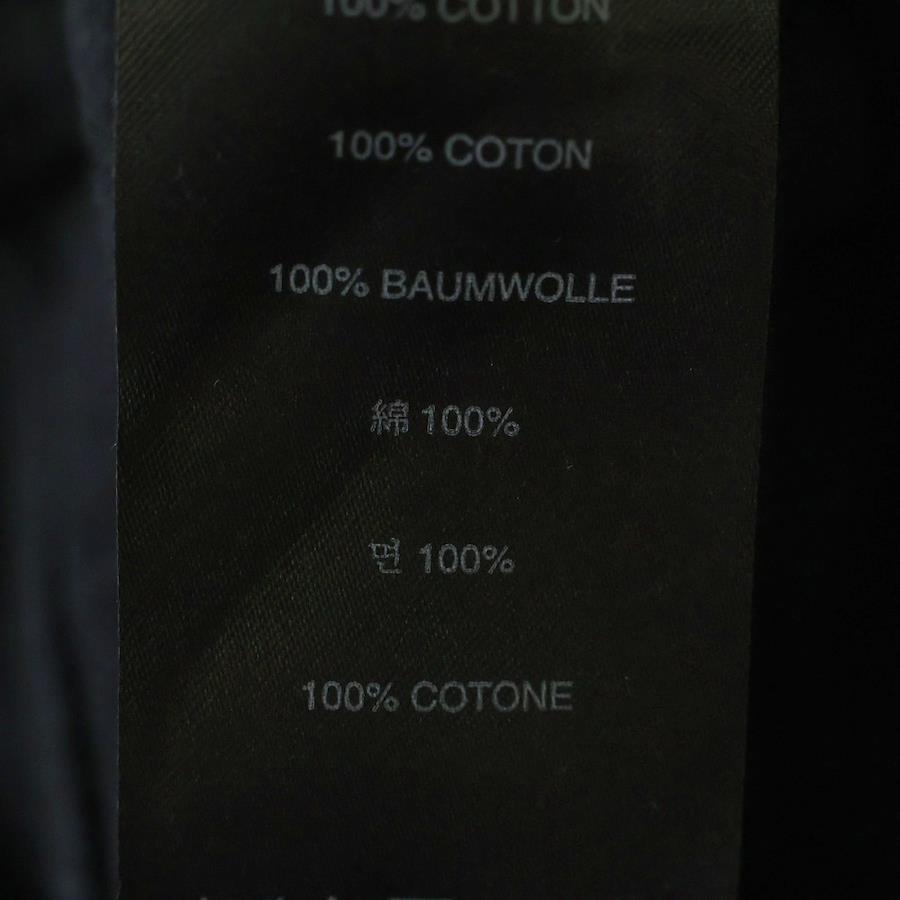 100% COTTON
100% COTON
100% BAUMWOLLE
綿 100%
면 100%
100% COTONE